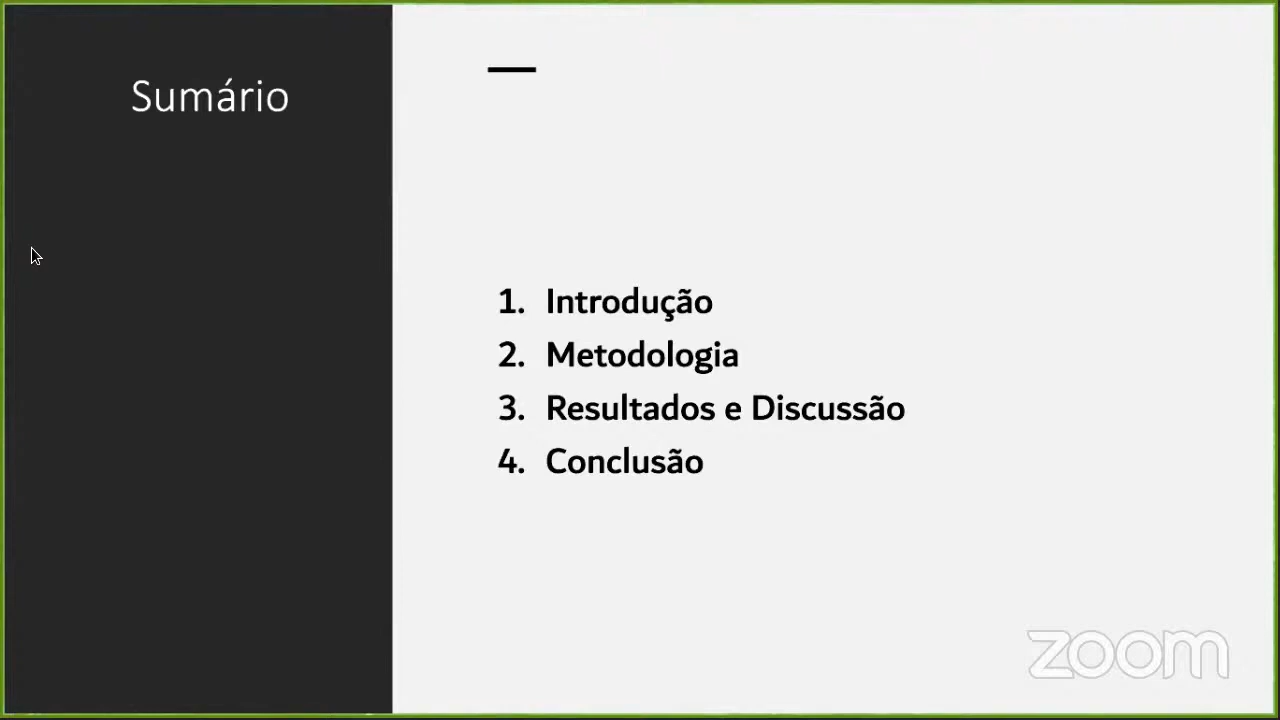 Sumário
1. Introdução
2. Metodologia
3. Resultados e Discussão
4. Conclusão
zoom